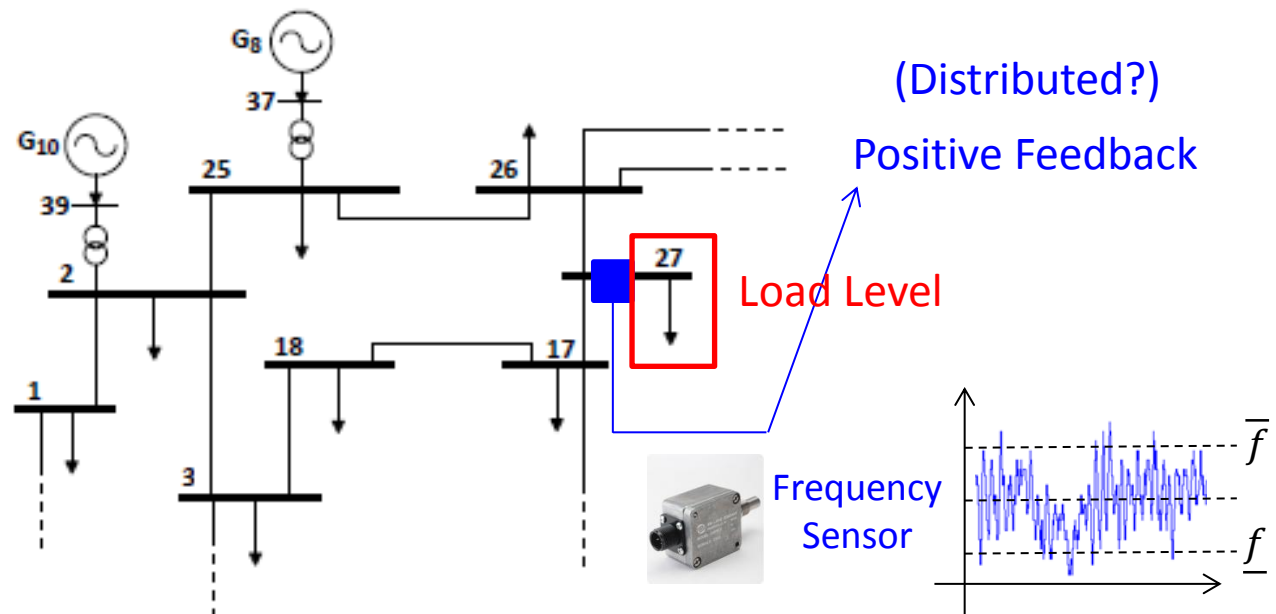 G8
37
G10
39
25
26
2
27
18
17
1
3
(Distributed?)
Positive Feedback
Load Level
Frequency
Sensor
f
f